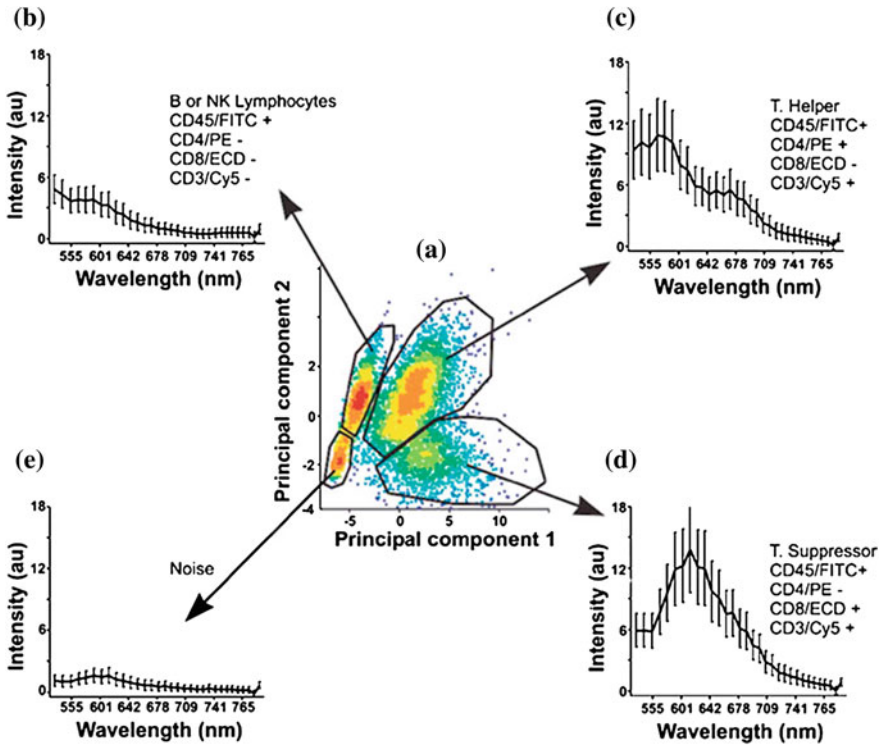 (b)
18
12
6
0
Intensity (au)
B or NK Lymphocytes
CD45/FITC +
CD4/PE -
CD8/ECD -
CD3/Cy5 -
555 601 642 678 709 741 765
Wavelength (nm)
(c)
18
12
6
0
Intensity (au)
T. Helper
CD45/FITC+
CD4/PE +
CD8/ECD -
CD3/Cy5 +
555 601 642 678 709 741 765
Wavelength (nm)
(a)
Principal component 2
2
0
-2
-4
-5 0 5 10
Principal component 1
(e)
18
12
6
0
Intensity (au)
Noise
555 601 642 678 709 741 765
Wavelength (nm)
(d)
18
12
6
0
Intensity (au)
T. Suppressor
CD45/FITC+
CD4/PE -
CD8/ECD +
CD3/Cy5 +
555 601 642 678 709 741 765
Wavelength (nm)